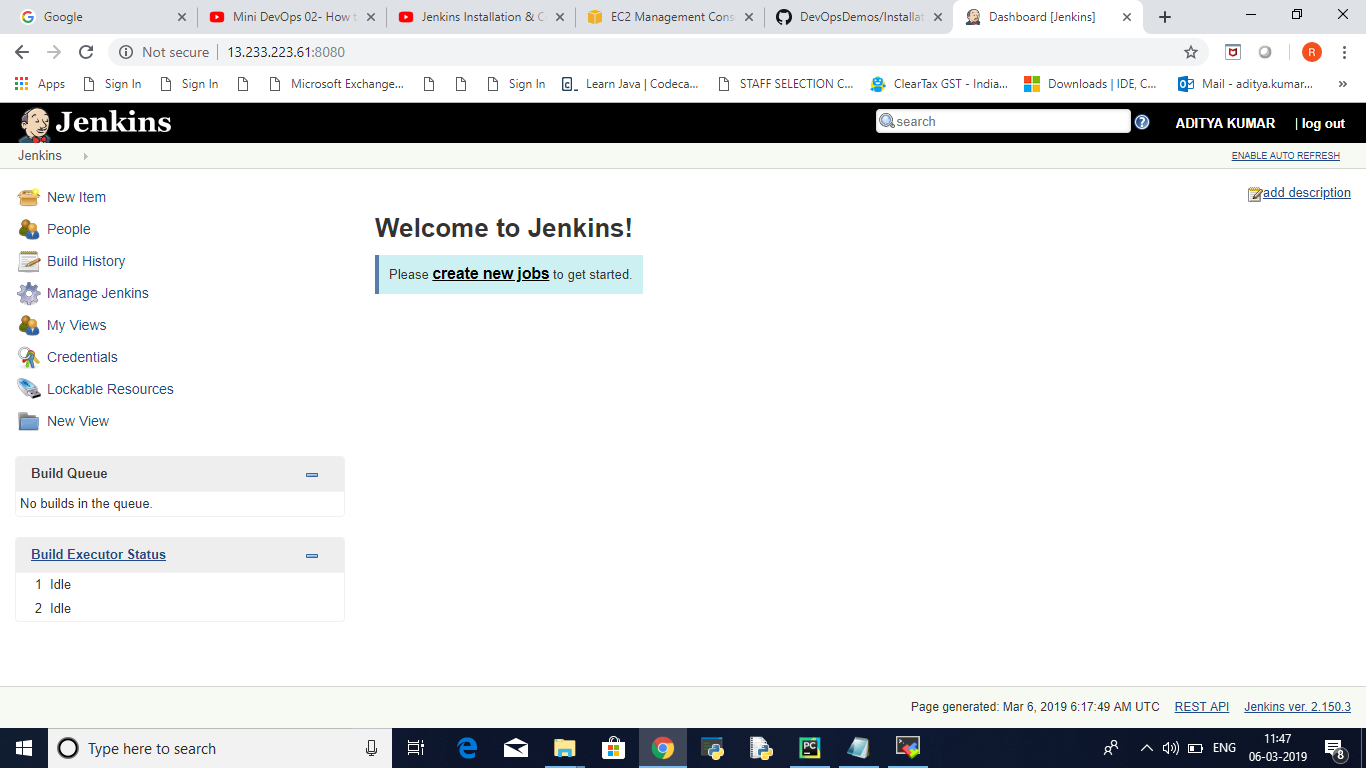 Google
Mini DevOps 02- How t
Jenkins Installation & C
EC2 Management Cons
DevOpsDemos/Installat
Dashboard [Jenkins]
Not secure
13.233.223.61:8080
R
Apps
Sign In
Sign In
Microsoft Exchange...
Sign In
Learn Java | Codeca...
STAFF SELECTION C...
ClearTax GST - India...
Downloads | IDE, C...
Mail - aditya.kumar...
»
Jenkins
search
ADITYA KUMAR
| log out
Jenkins
ENABLE AUTO REFRESH
New Item
People
Build History
Manage Jenkins
My Views
Credentials
Lockable Resources
New View
add description
Welcome to Jenkins!
Please create new jobs to get started.
Build Queue
No builds in the queue.
Build Executor Status
1 Idle
2 Idle
Page generated: Mar 6, 2019 6:17:49 AM UTC
REST API
Jenkins ver. 2.150.3
Type here to search
PC
ENG
11:47
06-03-2019
8